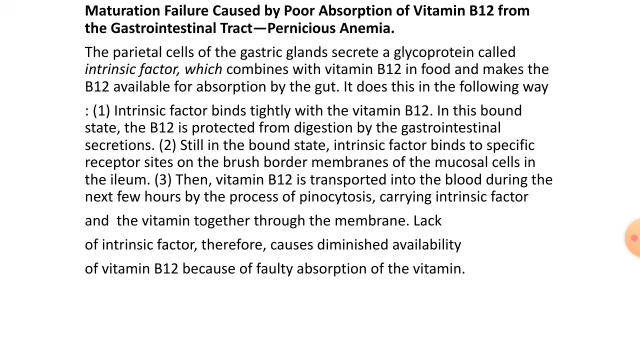 Maturation Failure Caused by Poor Absorption of Vitamin B12 from
the Gastrointestinal Tract—Pernicious Anemia.
The parietal cells of the gastric glands secrete a glycoprotein called
intrinsic factor, which combines with vitamin B12 in food and makes the
B12 available for absorption by the gut. It does this in the following way
: (1) Intrinsic factor binds tightly with the vitamin B12. In this bound
state, the B12 is protected from digestion by the gastrointestinal
secretions. (2) Still in the bound state, intrinsic factor binds to specific
receptor sites on the brush border membranes of the mucosal cells in
the ileum. (3) Then, vitamin B12 is transported into the blood during the
next few hours by the process of pinocytosis, carrying intrinsic factor
and  the vitamin together through the membrane. Lack
of intrinsic factor, therefore, causes diminished availability
of vitamin B12 because of faulty absorption of the vitamin.